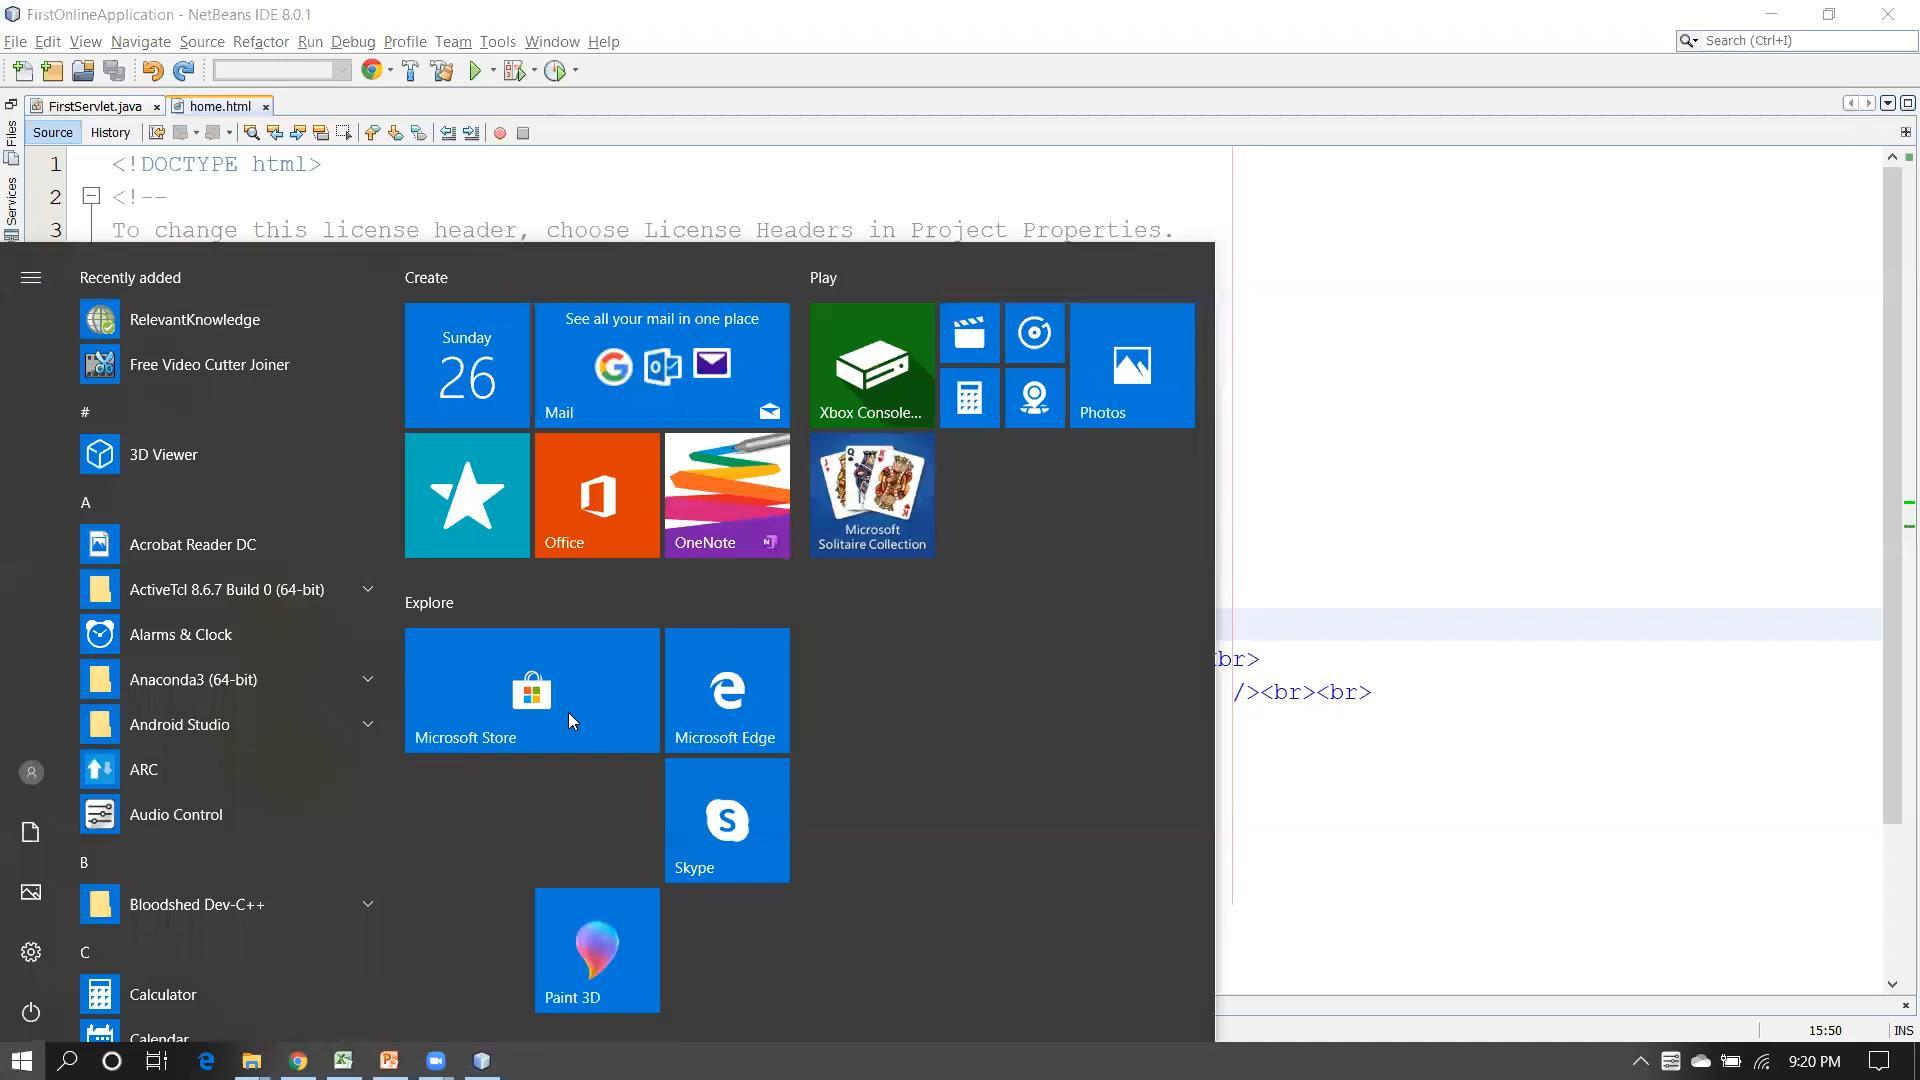 FirstOnlineApplication - NetBeans IDE 8.0.1
File Edit View Navigate Source Refactor Run Debug Profile Team Tools Window Help
Search (Ctrl+I)
FirstServlet.java
home.html
Source History
Files
Services
1 <!DOCTYPE html>
2 <!--
3 To change this license header, choose License Headers in Project Properties.
Recently added
RelevantKnowledge
Free Video Cutter Joiner
#
3D Viewer
A
Acrobat Reader DC
ActiveTcl 8.6.7 Build 0 (64-bit)
Alarms & Clock
Anaconda3 (64-bit)
Android Studio
ARC
Audio Control
B
Bloodshed Dev-C++
C
Calculator
Calendar
Create
Sunday
26
See all your mail in one place
Mail
Office
OneNote
Explore
Microsoft Store
Microsoft Edge
Skype
Paint 3D
Play
Xbox Console...
Photos
Microsoft
Solitaire Collection
br>
/><br><br>
15:50 INS
9:20 PM